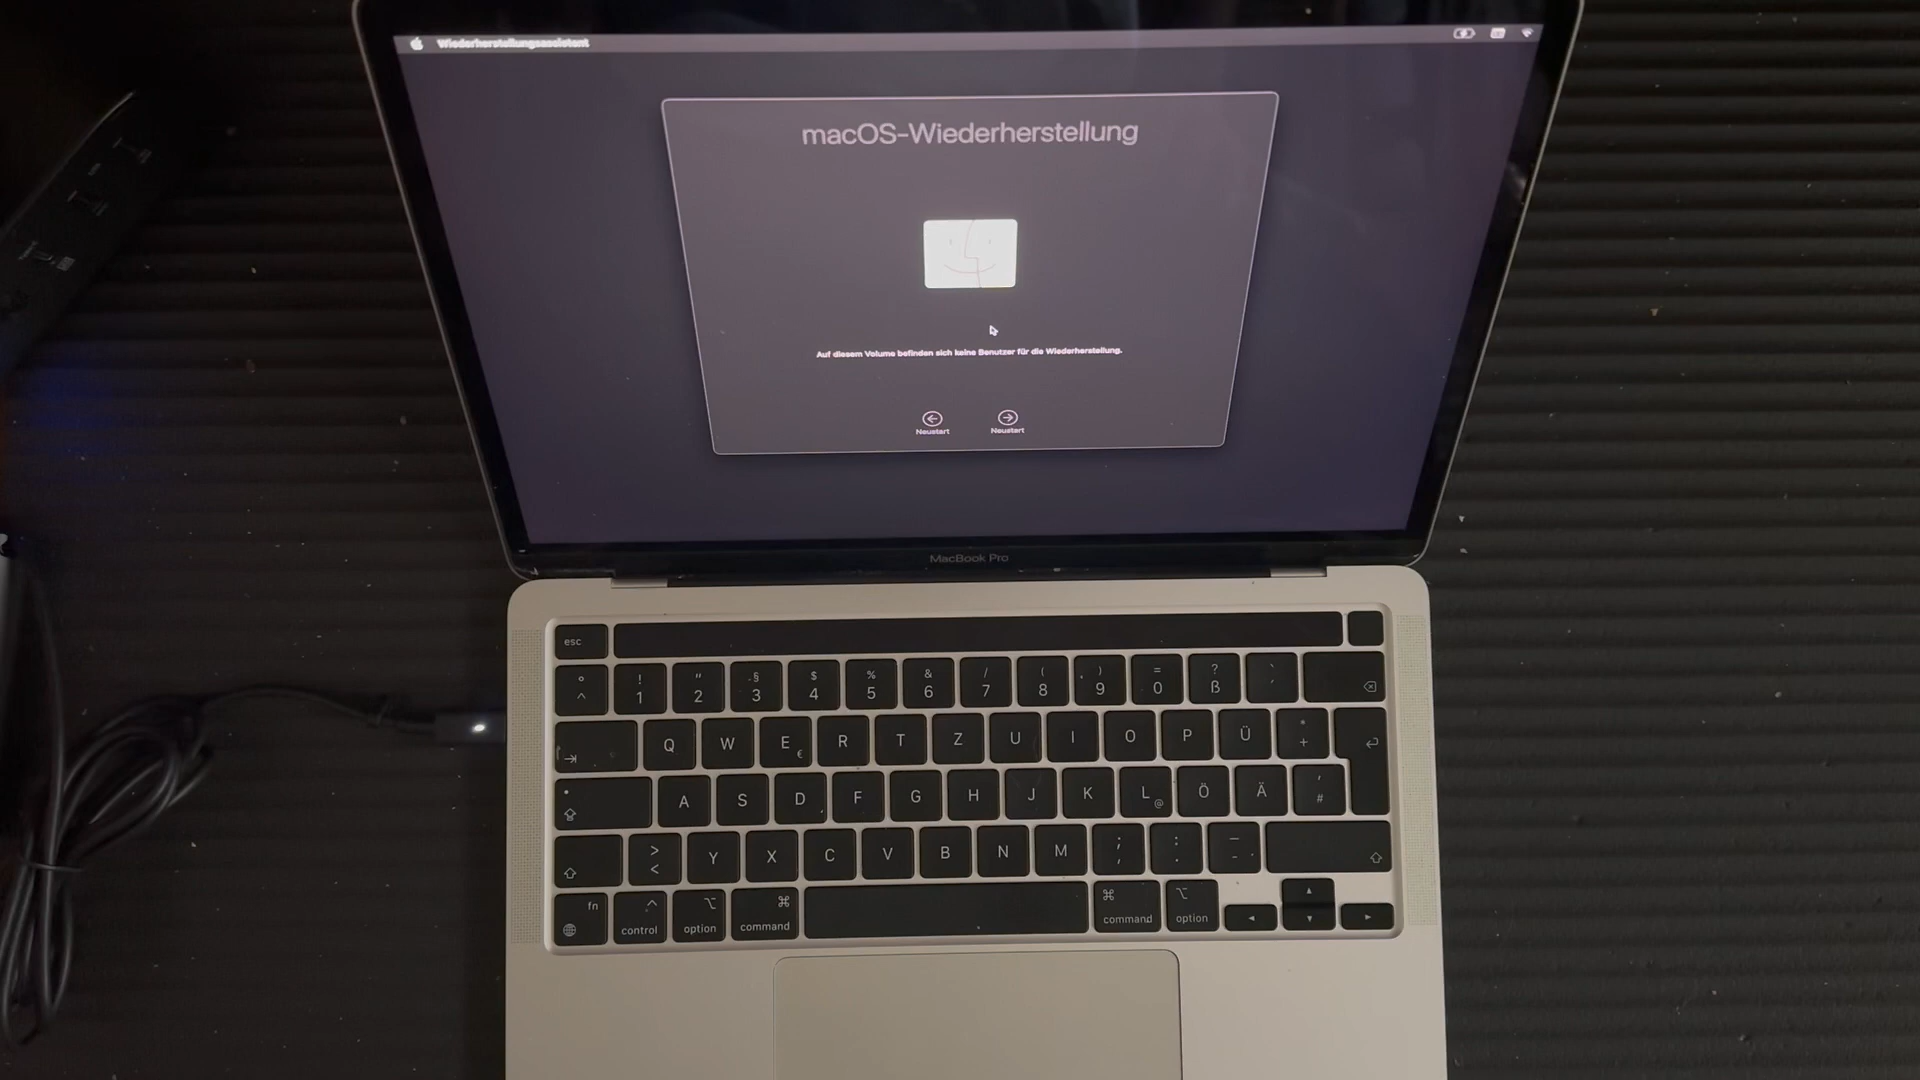 Wiederherstellungsassistent
macOS-Wiederherstellung
Auf diesem Volume befinden sich keine Benutzer für die Wiederherstellung.
Neustart Neustart
MacBook Pro
esc
° ! " § $ % & / ( ) = ? `
^ 1 2 3 4 5 6 7 8 9 0 ß ´
Q W E € R T Z U I O P Ü * +
A S D F G H J K L @ Ö Ä ' #
> < Y X C V B N M ; , : . _ -
fn control option command command option